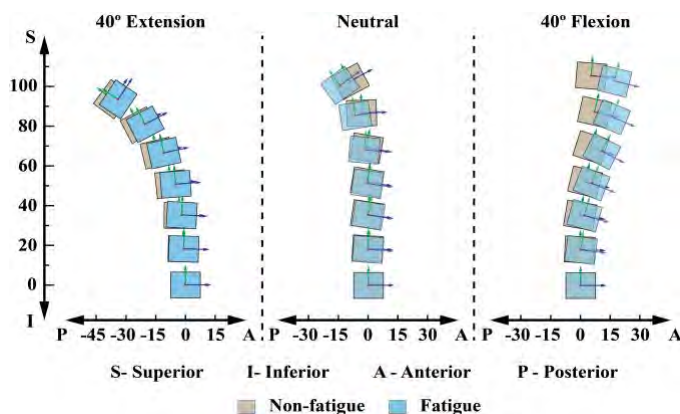 40º Extension Neutral 40º Flexion
S
100
80
60
40
20
0
I
P -45 -30 -15 0 15 A P -30 -15 0 15 30 A P -30 -15 0 15 30 A
S- Superior I- Inferior A - Anterior P - Posterior
Non-fatigue Fatigue